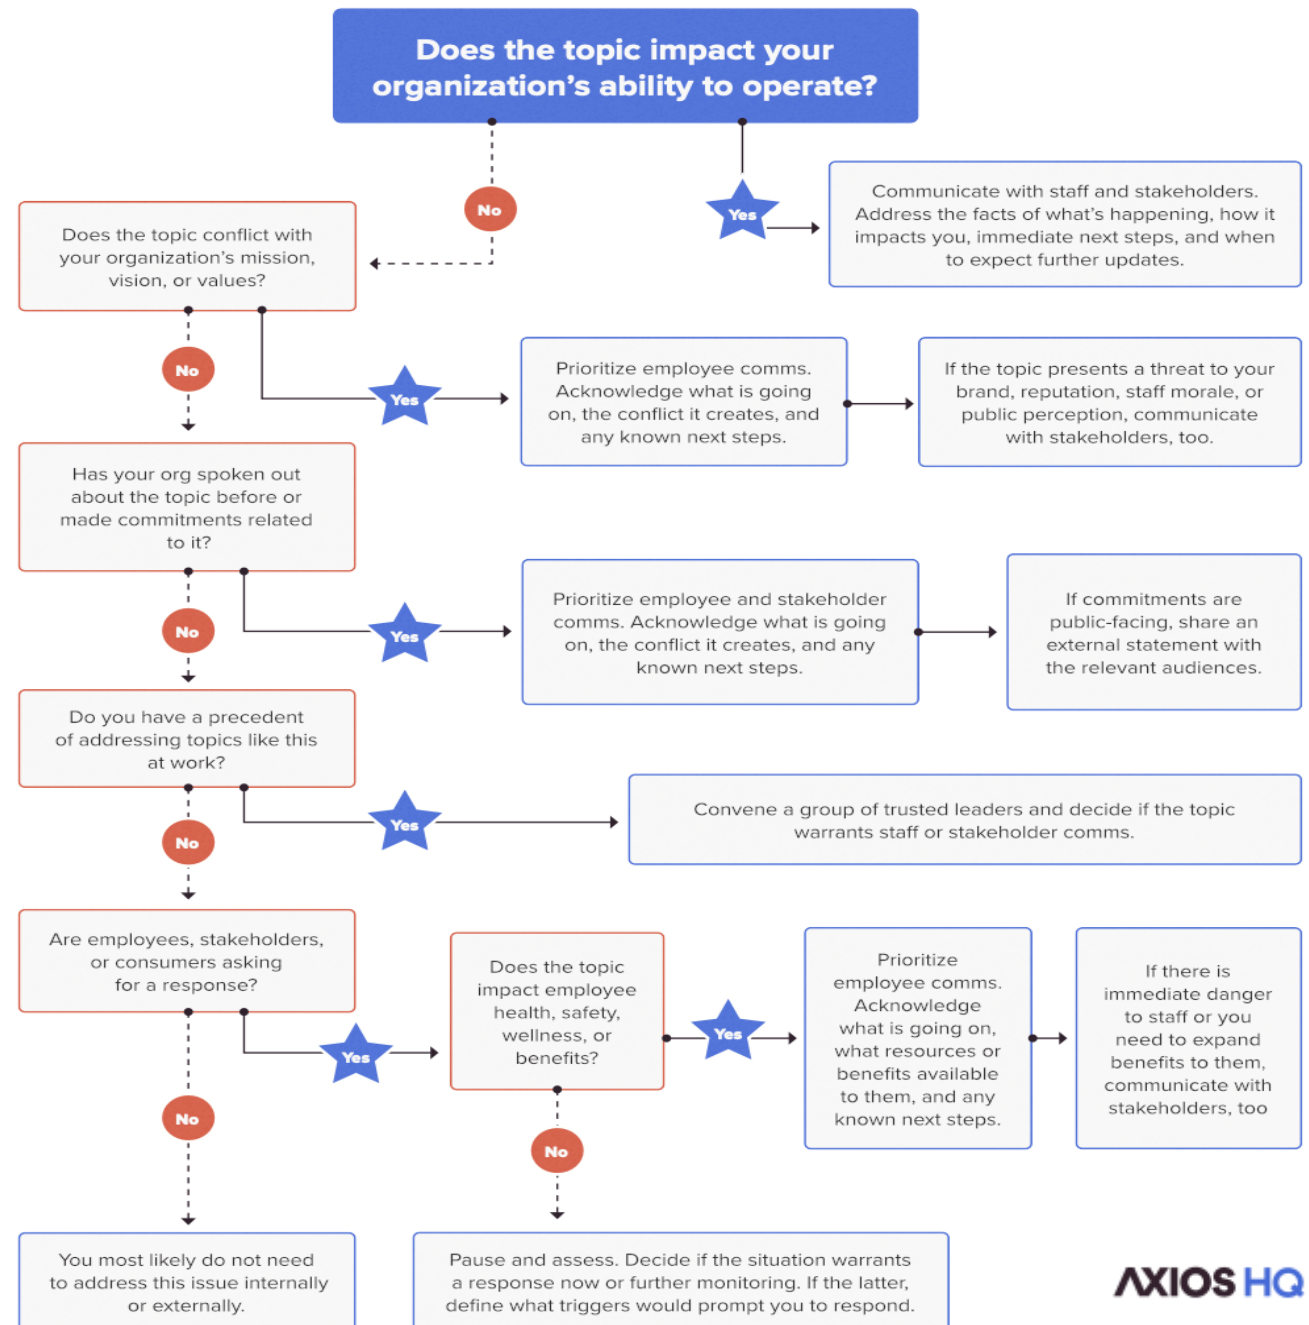 Does the topic impact your
organization's ability to operate?
No
Yes
Communicate with staff and stakeholders.
Address the facts of what's happening, how it
impacts you, immediate next steps, and when
to expect further updates.
Does the topic conflict with
your organization's mission,
vision, or values?
No
Yes
Prioritize employee comms.
Acknowledge what is going
on, the conflict it creates, and
any known next steps.
If the topic presents a threat to your
brand, reputation, staff morale, or
public perception, communicate
with stakeholders, too.
Has your org spoken out
about the topic before or
made commitments related
to it?
No
Yes
Prioritize employee and stakeholder
comms. Acknowledge what is going
on, the conflict it creates, and any
known next steps.
If commitments are
public-facing, share an
external statement with
the relevant audiences.
Do you have a precedent
of addressing topics like this
at work?
No
Yes
Convene a group of trusted leaders and decide if the topic
warrants staff or stakeholder comms.
Are employees, stakeholders,
or consumers asking
for a response?
No
Yes
Does the topic
impact employee
health, safety,
wellness, or
benefits?
Yes
No
Prioritize
employee comms.
Acknowledge
what is going on,
what resources or
benefits available
to them, and any
known next steps.
If there is
immediate danger
to staff or you
need to expand
benefits to them,
communicate with
stakeholders, too
You most likely do not need
to address this issue internally
or externally.
Pause and assess. Decide if the situation warrants
a response now or further monitoring. If the latter,
define what triggers would prompt you to respond.
AXIOS HQ